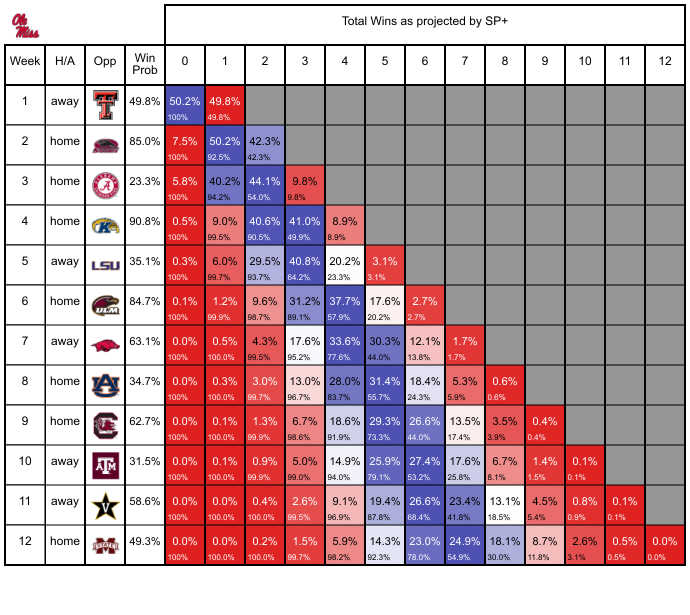 Ole
Miss
Total Wins as projected by SP+
Week H/A Opp Win Prob 0 1 2 3 4 5 6 7 8 9 10 11 12
1 away T 49.8% 50.2% 49.8%
100% 49.8%
2 home 85.0% 7.5% 50.2% 42.3%
100% 92.5% 42.3%
3 home A 23.3% 5.8% 40.2% 44.1% 9.8%
100% 94.2% 54.0% 9.8%
4 home K 90.8% 0.5% 9.0% 40.6% 41.0% 8.9%
100% 99.5% 90.5% 49.9% 8.9%
5 away LSU 35.1% 0.3% 6.0% 29.5% 40.8% 20.2% 3.1%
100% 99.7% 93.7% 64.2% 23.3% 3.1%
6 home ULM 84.7% 0.1% 1.2% 9.6% 31.2% 37.7% 17.6% 2.7%
100% 99.9% 98.7% 89.1% 57.9% 20.2% 2.7%
7 away 63.1% 0.0% 0.5% 4.3% 17.6% 33.6% 30.3% 12.1% 1.7%
100% 100.0% 99.5% 95.2% 77.6% 44.0% 13.8% 1.7%
8 home AU 34.7% 0.0% 0.3% 3.0% 13.0% 28.0% 31.4% 18.4% 5.3% 0.6%
100% 100.0% 99.7% 96.7% 83.7% 55.7% 24.3% 5.9% 0.6%
9 home C 62.7% 0.0% 0.1% 1.3% 6.7% 18.6% 29.3% 26.6% 13.5% 3.5% 0.4%
100% 100.0% 99.9% 98.6% 91.9% 73.3% 44.0% 17.4% 3.9% 0.4%
10 away ATM 31.5% 0.0% 0.1% 0.9% 5.0% 14.9% 25.9% 27.4% 17.6% 6.7% 1.4% 0.1%
100% 100.0% 99.9% 99.0% 94.0% 79.1% 53.2% 25.8% 8.1% 1.5% 0.1%
11 away V 58.6% 0.0% 0.0% 0.4% 2.6% 9.1% 19.4% 26.6% 23.4% 13.1% 4.5% 0.8% 0.1%
100% 100.0% 100.0% 99.5% 96.9% 87.8% 68.4% 41.8% 18.5% 5.4% 0.9% 0.1%
12 home M STATE 49.3% 0.0% 0.0% 0.2% 1.5% 5.9% 14.3% 23.0% 24.9% 18.1% 8.7% 2.6% 0.5% 0.0%
100% 100.0% 100.0% 99.7% 98.2% 92.3% 78.0% 54.9% 30.0% 11.8% 3.1% 0.5% 0.0%